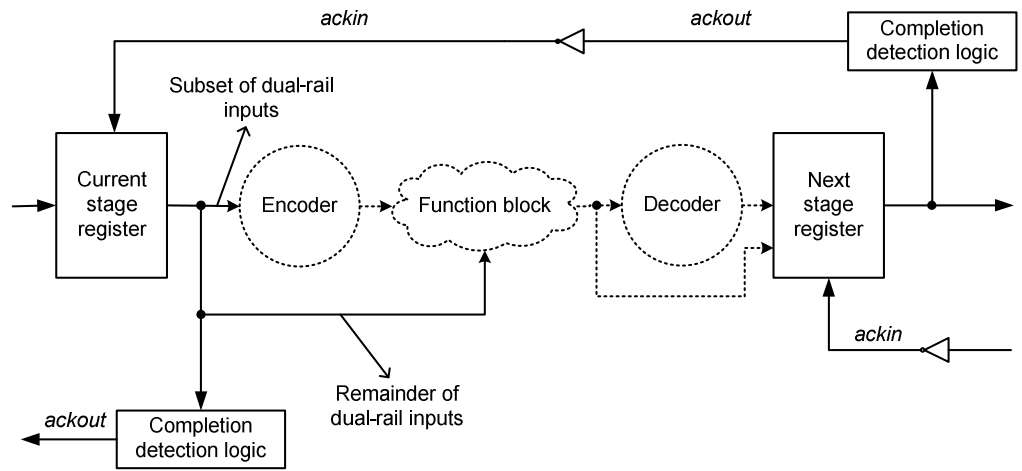 ackin
ackout
Completion
detection logic
Subset of dual-rail
inputs
Current
stage
register
Encoder
Function block
Decoder
Next
stage
register
ackin
Remainder of
dual-rail inputs
ackout
Completion
detection logic